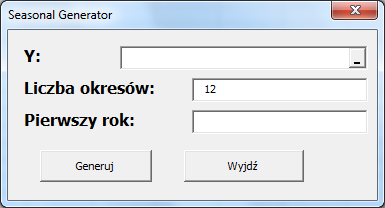 Seasonal Generator
Y:
Liczba okresów: 12
Pierwszy rok:
Generuj Wyjdź